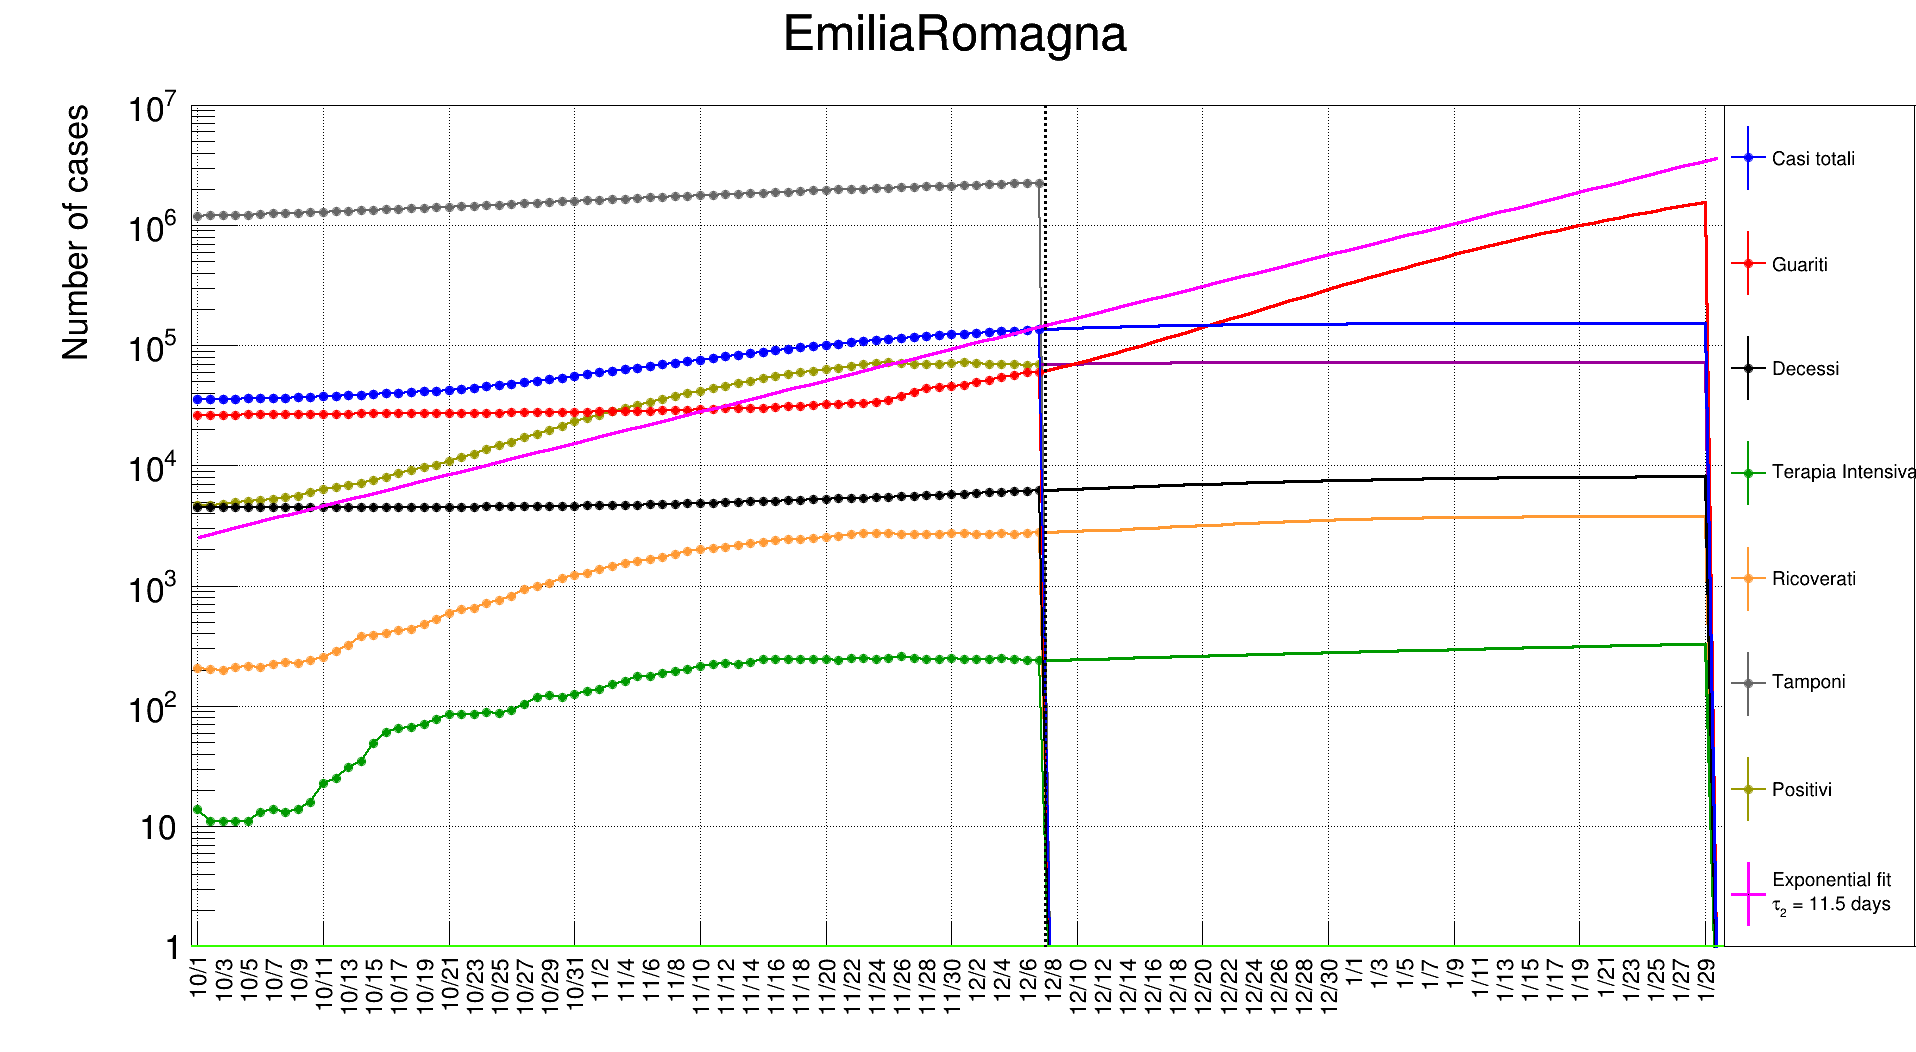 EmiliaRomagna
Number of cases
10^7
10^6
10^5
10^4
10^3
10^2
10
1
10/1 10/3 10/5 10/7 10/9 10/11 10/13 10/15 10/17 10/19 10/21 10/23 10/25 10/27 10/29 10/31 11/2 11/4 11/6 11/8 11/10 11/12 11/14 11/16 11/18 11/20 11/22 11/24 11/26 11/28 11/30 12/2 12/4 12/6 12/8 12/10 12/12 12/14 12/16 12/18 12/20 12/22 12/24 12/26 12/28 12/30 1/1 1/3 1/5 1/7 1/9 1/11 1/13 1/15 1/17 1/19 1/21 1/23 1/25 1/27 1/29
Casi totali
Guariti
Decessi
Terapia Intensiva
Ricoverati
Tamponi
Positivi
Exponential fit
τ₂ = 11.5 days